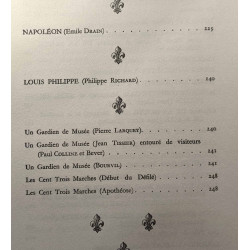 NAPOLÉON (Emile Drain) 225
LOUIS PHILIPPE (Philippe Richard) 240
Un Gardien de Musée (Pierre Larquey) 240
Un Gardien de Musée (Jean Tissier) entouré de visiteurs
(Paul Colline et Bever) 241
Un Gardien de Musée (Bourvil) 241
Les Cent Trois Marches (Début du Défilé) 248
Les Cent Trois Marches (Apothéose) 248